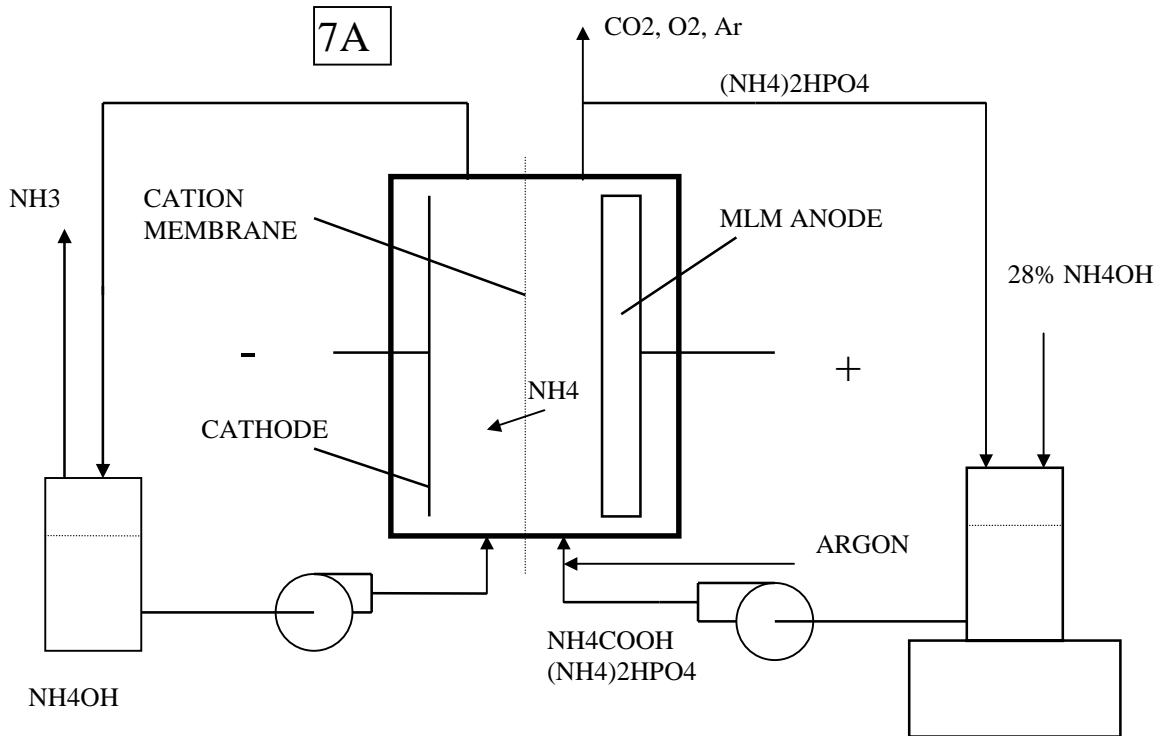 7A
CO2, O2, Ar
(NH4)2HPO4
NH3
CATION
MEMBRANE
MLM ANODE
28% NH4OH
-
+
NH4
CATHODE
ARGON
NH4COOH
(NH4)2HPO4
NH4OH